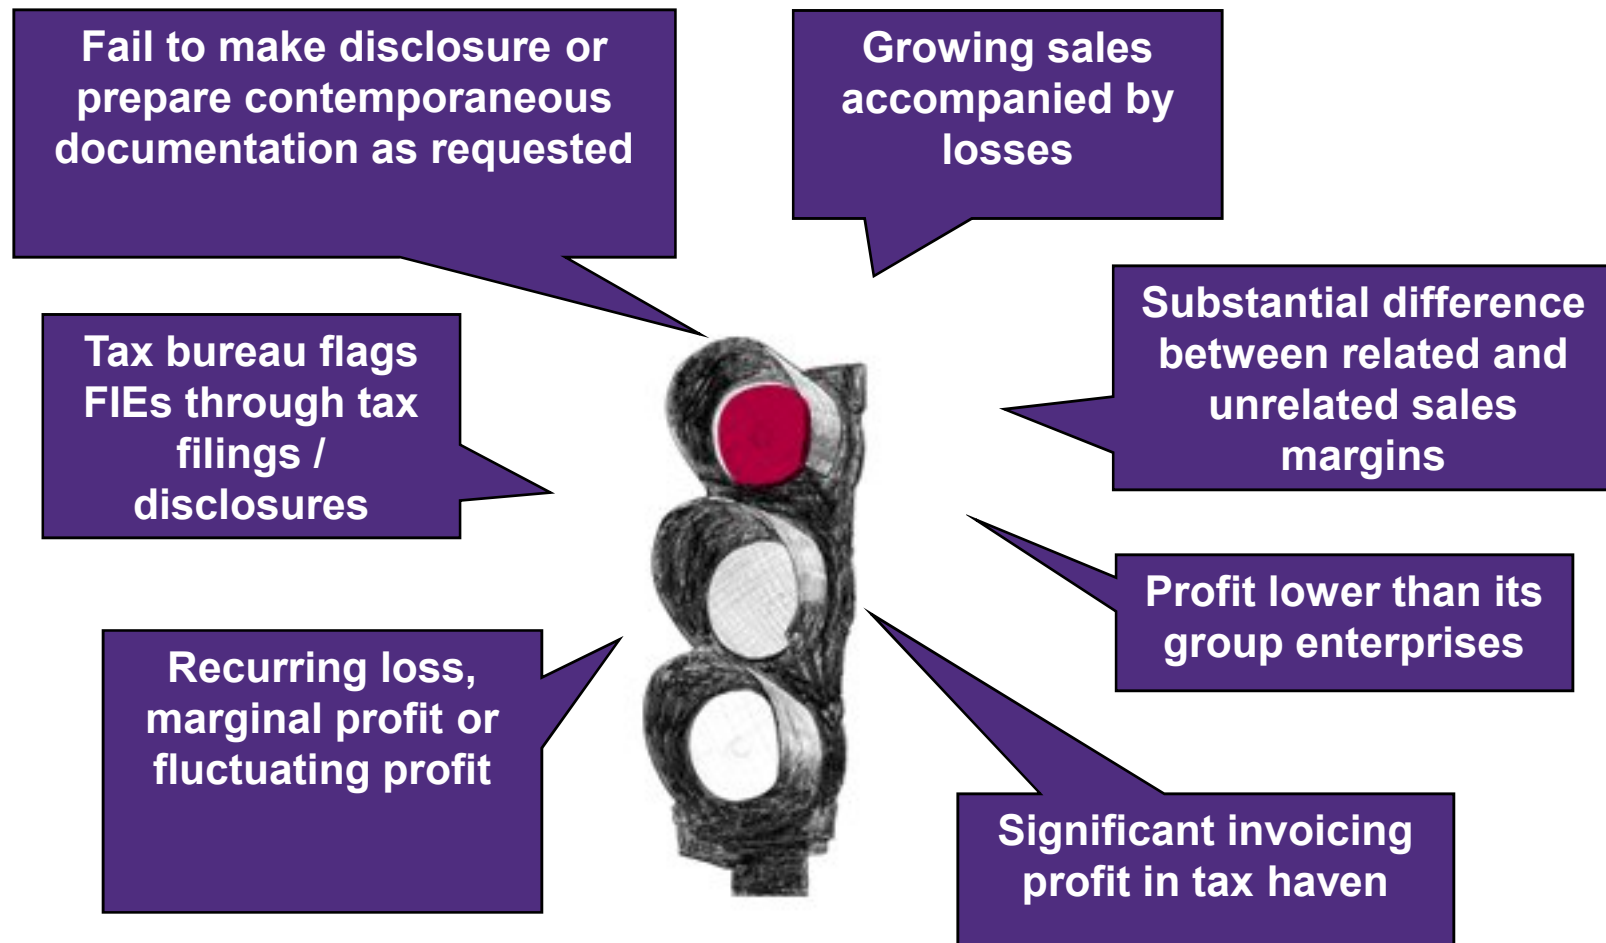 Fail to make disclosure or
prepare contemporaneous
documentation as requested
Growing sales
accompanied by
losses
Tax bureau flags
FIEs through tax
filings /
disclosures
Substantial difference
between related and
unrelated sales
margins
Profit lower than its
group enterprises
Recurring loss,
marginal profit or
fluctuating profit
Significant invoicing
profit in tax haven